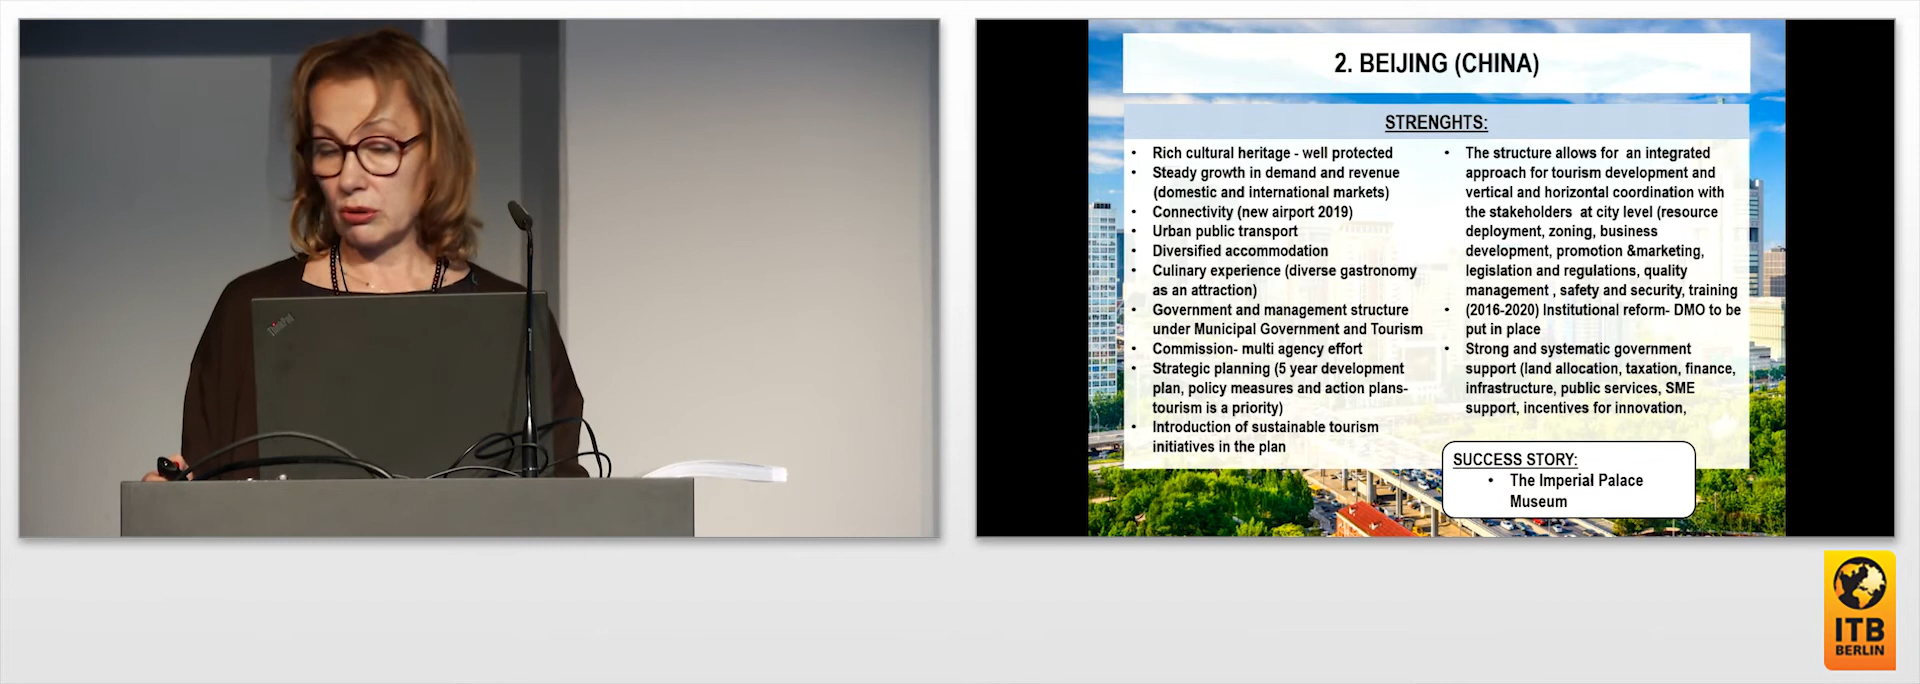 ThinkPad
2. BEIJING (CHINA)
STRENGHTS:
• Rich cultural heritage - well protected
• Steady growth in demand and revenue
(domestic and international markets)
• Connectivity (new airport 2019)
• Urban public transport
• Diversified accommodation
• Culinary experience (diverse gastronomy
as an attraction)
• Government and management structure
under Municipal Government and Tourism
• Commission- multi agency effort
• Strategic planning (5 year development
plan, policy measures and action plans-
tourism is a priority)
• Introduction of sustainable tourism
initiatives in the plan
• The structure allows for an integrated
approach for tourism development and
vertical and horizontal coordination with
the stakeholders at city level (resource
deployment, zoning, business
development, promotion &marketing,
legislation and regulations, quality
management , safety and security, training
• (2016-2020) Institutional reform- DMO to be
put in place
• Strong and systematic government
support (land allocation, taxation, finance,
infrastructure, public services, SME
support, incentives for innovation,
SUCCESS STORY:
• The Imperial Palace
Museum
ITB
BERLIN